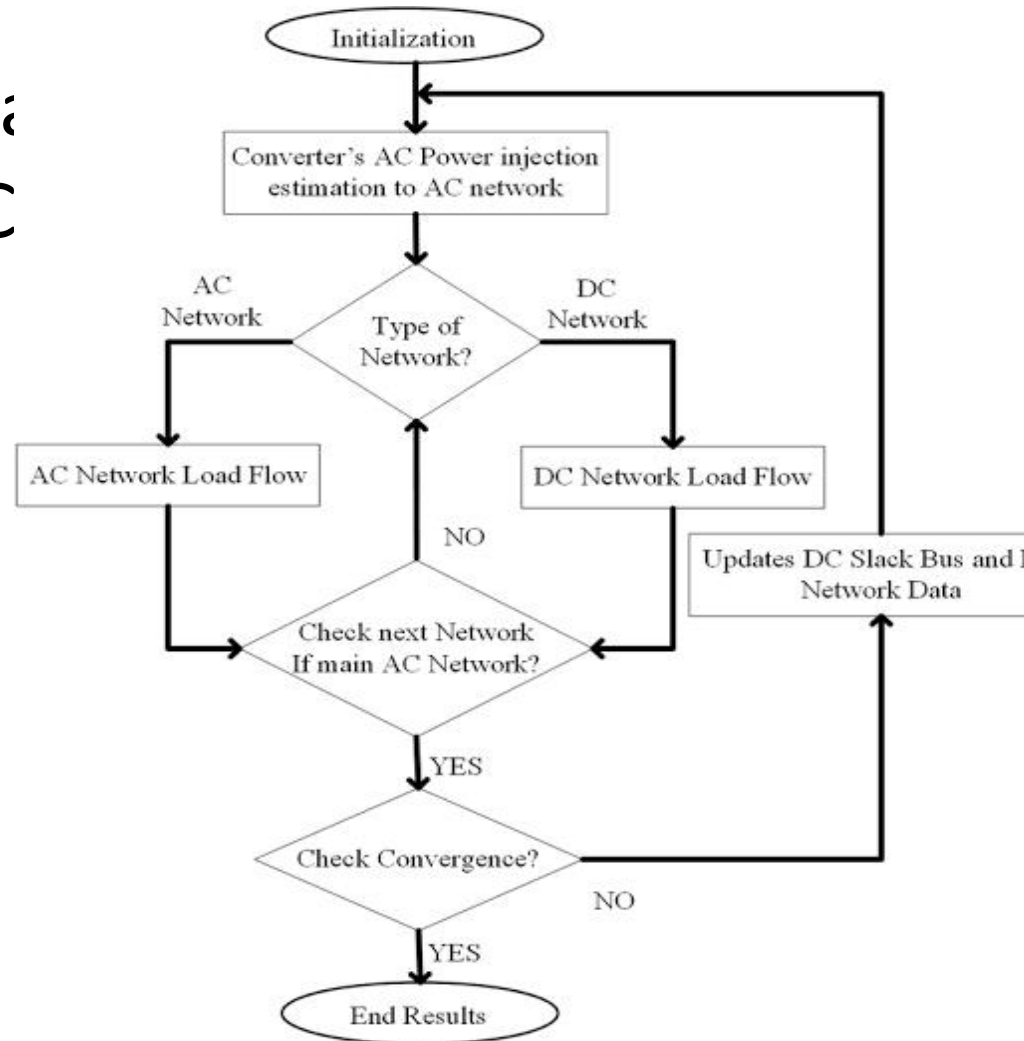 Initialization
Converter's AC Power injection
estimation to AC network
AC
Network
Type of
Network?
DC
Network
AC Network Load Flow
DC Network Load Flow
NO
Updates DC Slack Bus and
Network Data
Check next Network
If main AC Network?
YES
Check Convergence?
NO
YES
End Results